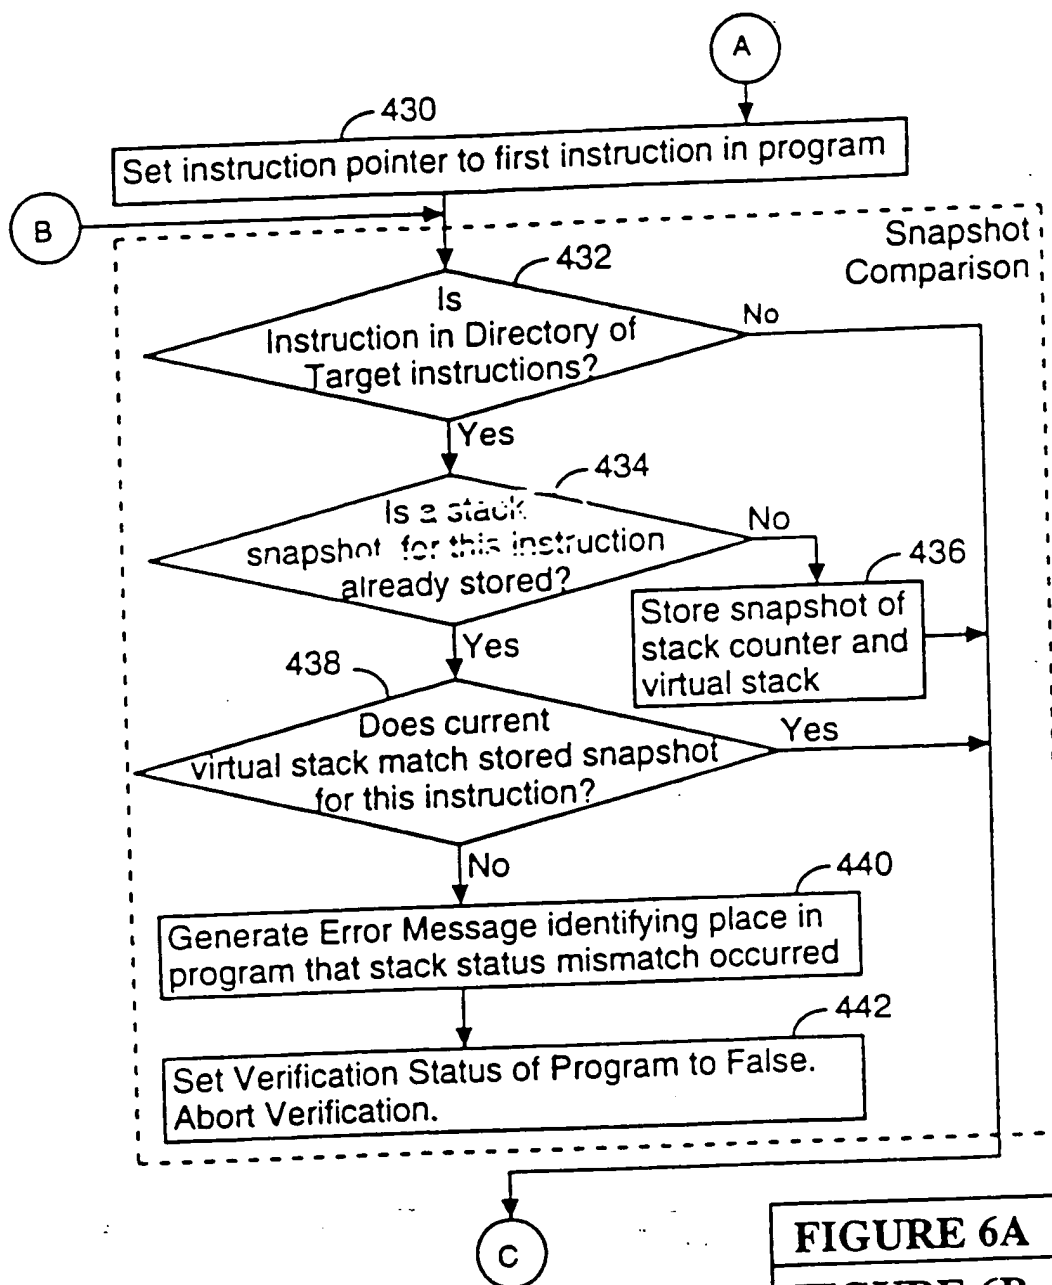 A
430
Set instruction pointer to first instruction in program
B
Snapshot
Comparison
432
Is
Instruction in Directory of
Target instructions?
No
Yes
434
Is a stack
snapshot for this instruction
already stored?
No
436
Store snapshot of
stack counter and
virtual stack
Yes
438
Does current
virtual stack match stored snapshot
for this instruction?
Yes
No
440
Generate Error Message identifying place in
program that stack status mismatch occurred
442
Set Verification Status of Program to False.
Abort Verification.
C
FIGURE 6A
FIGURE 6B